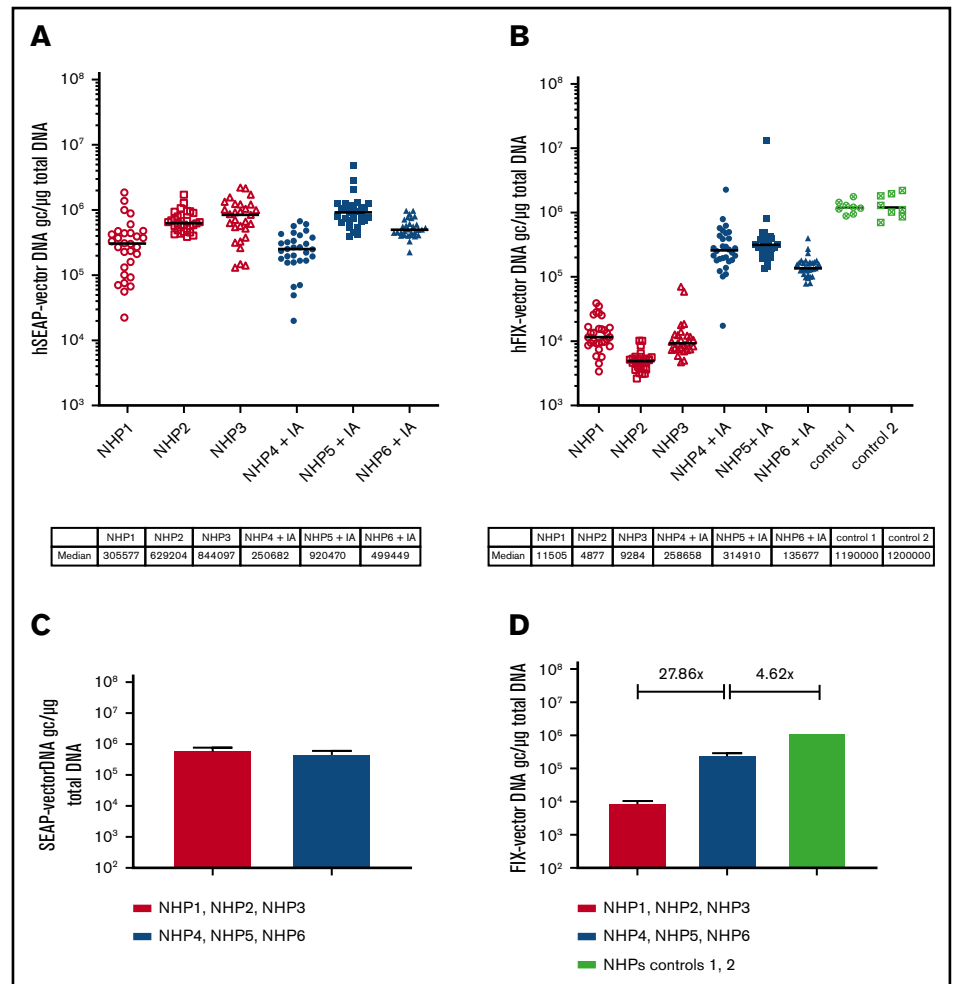 A
hSEAP-vector DNA gc/µg total DNA
10⁸
10⁷
10⁶
10⁵
10⁴
10³
NHP1
NHP2
NHP3
NHP4 + IA
NHP5 + IA
NHP6 + IA
NHP1 NHP2 NHP3 NHP4 + IA NHP5 + IA NHP6 + IA
Median 305577 629204 844097 250682 920470 499449
B
hFIX-vector DNA gc/µg total DNA
10⁸
10⁷
10⁶
10⁵
10⁴
10³
NHP1
NHP2
NHP3
NHP4 + IA
NHP5+ IA
NHP6 + IA
control 1
control 2
NHP1 NHP2 NHP3 NHP4 + IA NHP5 + IA NHP6 + IA control 1 control 2
Median 11505 4877 9284 258658 314910 135677 1190000 1200000
C
SEAP-vectorDNA gc/µg
total DNA
10⁸
10⁷
10⁶
10⁵
10⁴
10³
10²
NHP1, NHP2, NHP3
NHP4, NHP5, NHP6
D
FIX-vector DNA gc/µg total DNA
10⁸
10⁷
10⁶
10⁵
10⁴
10³
10²
27.86x 4.62x
NHP1, NHP2, NHP3
NHP4, NHP5, NHP6
NHPs controls 1, 2